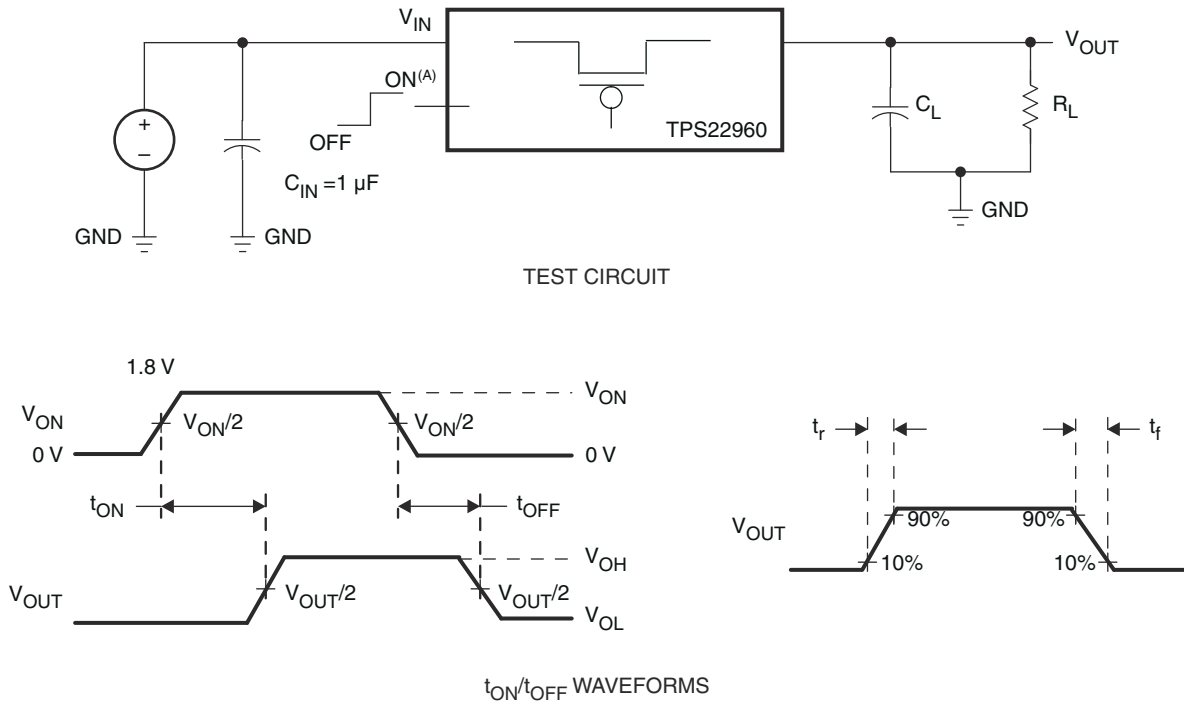 V_IN
V_OUT
ON(A)
C_L
R_L
+
–
OFF
TPS22960
C_IN =1 µF
GND
GND
GND
TEST CIRCUIT
1.8 V
V_ON
V_ON
V_ON/2
V_ON/2
0 V
0 V
t_ON
t_OFF
V_OH
V_OUT
V_OUT/2
V_OUT/2
V_OL
t_r
t_f
V_OUT
90%
90%
10%
10%
t_ON/t_OFF WAVEFORMS